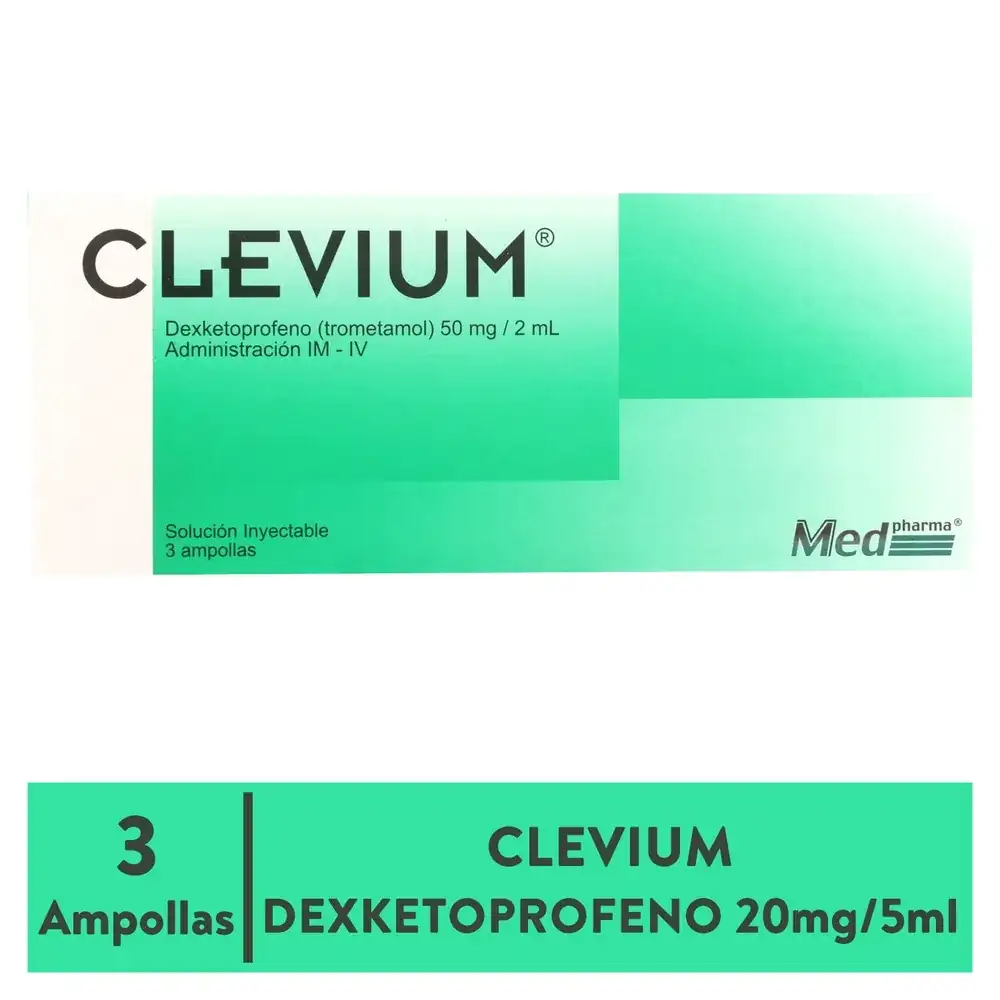 CLEVIUM®
Dexketoprofeno (trometamol) 50 mg / 2 mL
Administración IM - IV
Solución Inyectable
3 ampollas
Med pharma®
3
Ampollas
CLEVIUM
DEXKETOPROFENO 20mg/5ml